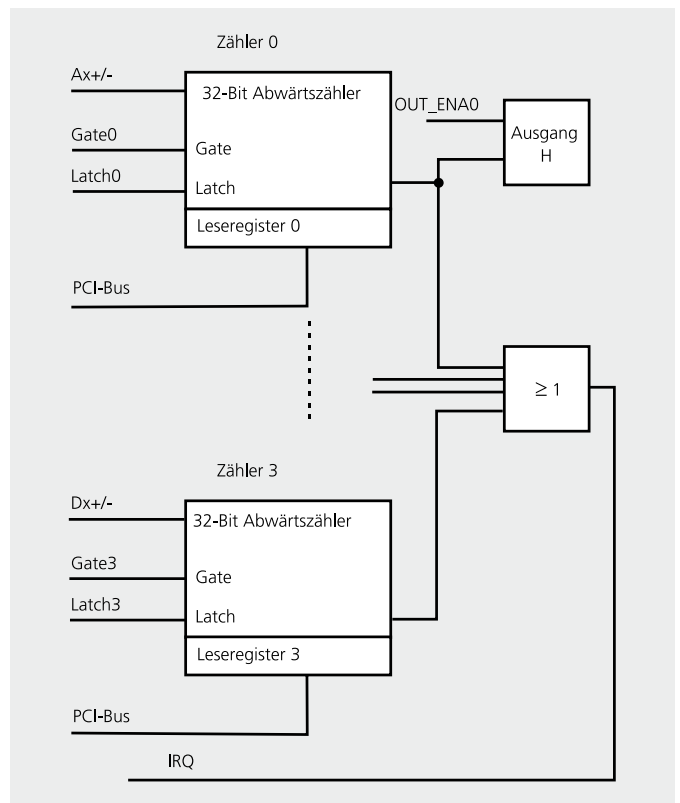 Zähler 0
Ax+/-
32-Bit Abwärtszähler
OUT_ENA0
Ausgang
H
Gate0
Gate
Latch0
Latch
Leseregister 0
PCI-Bus
≥ 1
Zähler 3
Dx+/-
32-Bit Abwärtszähler
Gate3
Gate
Latch3
Latch
Leseregister 3
PCI-Bus
IRQ